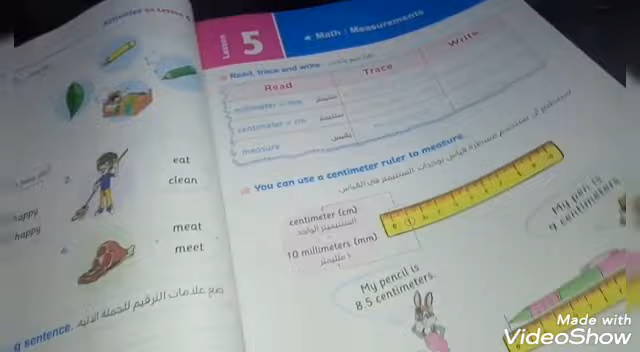 Activities on Lesson
eat
clean
happy
happy
meat
meet
ضع علامات الترقيم للجملة الآتية
g sentence.
Lesson 5
Math : Measurements
Read, trace and write
Read
Trace
Write
millimeter = mm
centimeter = cm
measure
يقيس
You can use a centimeter ruler to measure
centimeter (cm)
السنتيمتر الواحد
10 millimeters (mm)
My pencil is
8.5 centimeters.
My pen is
9 centimeters
Made with
VideoShow